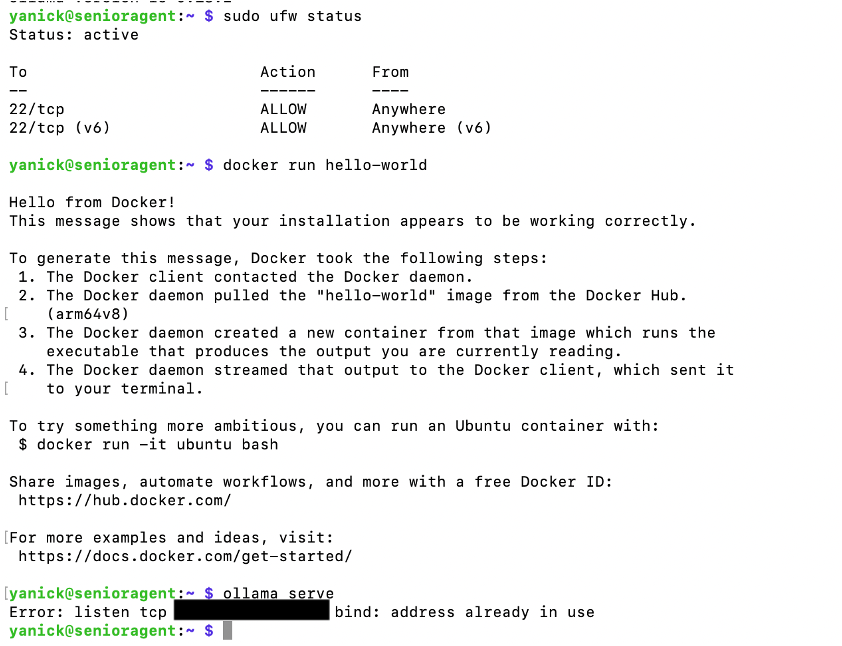 yanick@senioragent:~ $ sudo ufw status
Status: active
To                         Action      From
--                         ------      ----
22/tcp                     ALLOW       Anywhere
22/tcp (v6)                ALLOW       Anywhere (v6)
yanick@senioragent:~ $ docker run hello-world
Hello from Docker!
This message shows that your installation appears to be working correctly.
To generate this message, Docker took the following steps:
 1. The Docker client contacted the Docker daemon.
 2. The Docker daemon pulled the "hello-world" image from the Docker Hub.
[    (arm64v8)
 3. The Docker daemon created a new container from that image which runs the
    executable that produces the output you are currently reading.
 4. The Docker daemon streamed that output to the Docker client, which sent it
[    to your terminal.
To try something more ambitious, you can run an Ubuntu container with:
 $ docker run -it ubuntu bash
Share images, automate workflows, and more with a free Docker ID:
 https://hub.docker.com/
[For more examples and ideas, visit:
 https://docs.docker.com/get-started/
[yanick@senioragent:~ $ ollama serve
Error: listen tcp bind: address already in use
yanick@senioragent:~ $